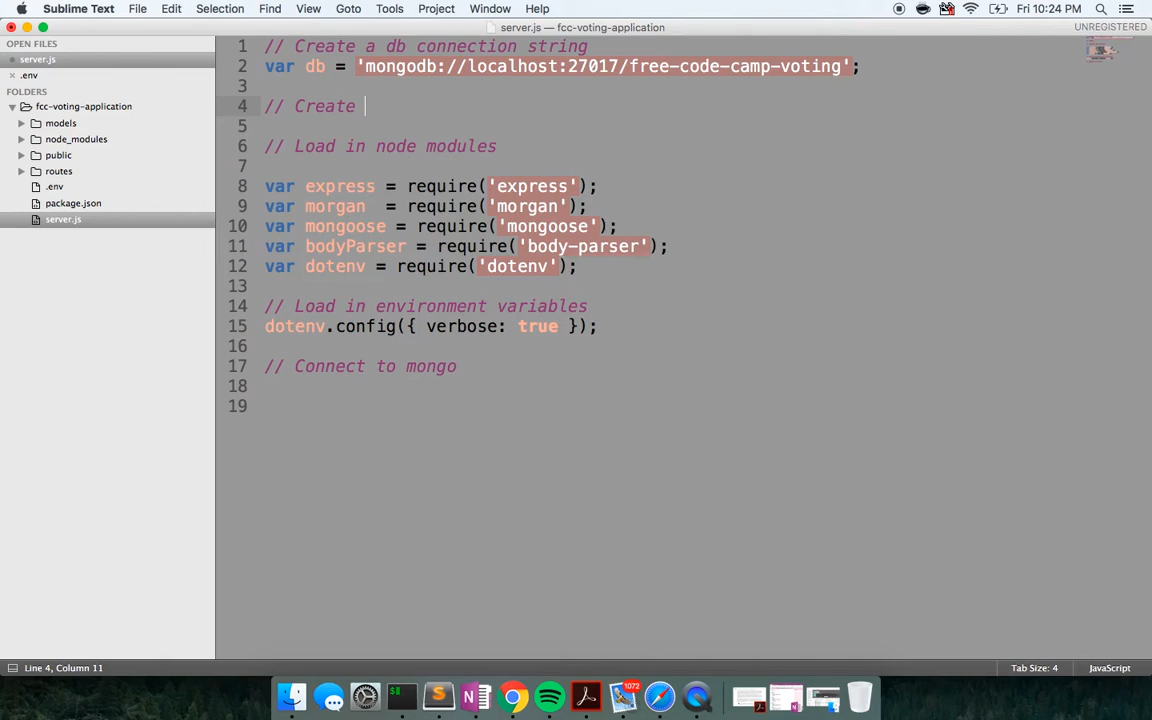 Sublime Text File Edit Selection Find View Goto Tools Project Window Help Fri 10:24 PM
server.js — fcc-voting-application UNREGISTERED
OPEN FILES
server.js
.env
FOLDERS
fcc-voting-application
models
node_modules
public
routes
.env
package.json
server.js
1 // Create a db connection string
2 var db = 'mongodb://localhost:27017/free-code-camp-voting';
3
4 // Create
5
6 // Load in node modules
7
8 var express = require('express');
9 var morgan  = require('morgan');
10 var mongoose = require('mongoose');
11 var bodyParser = require('body-parser');
12 var dotenv = require('dotenv');
13
14 // Load in environment variables
15 dotenv.config({ verbose: true });
16
17 // Connect to mongo
18
19
Line 4, Column 11 Tab Size: 4 JavaScript
1072